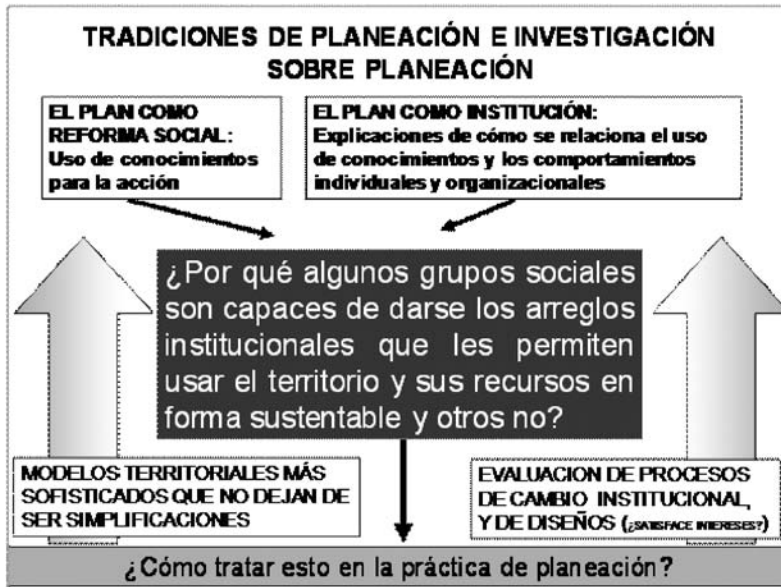 TRADICIONES DE PLANEACIÓN E INVESTIGACIÓN
SOBRE PLANEACIÓN
EL PLAN COMO
REFORMA SOCIAL:
Uso de conocimientos
para la acción
EL PLAN COMO INSTITUCIÓN:
Explicaciones de cómo se relaciona el uso
de conocimientos y los comportamientos
individuales y organizacionales
¿Por qué algunos grupos sociales
son capaces de darse los arreglos
institucionales que les permiten
usar el territorio y sus recursos en
forma sustentable y otros no?
MODELOS TERRITORIALES MÁS
SOFISTICADOS QUE NO DEJAN DE
SER SIMPLIFICACIONES
EVALUACION DE PROCESOS
DE CAMBIO INSTITUCIONAL,
Y DE DISEÑOS (¿SATISFACE INTERESES?)
¿Cómo tratar esto en la práctica de planeación?